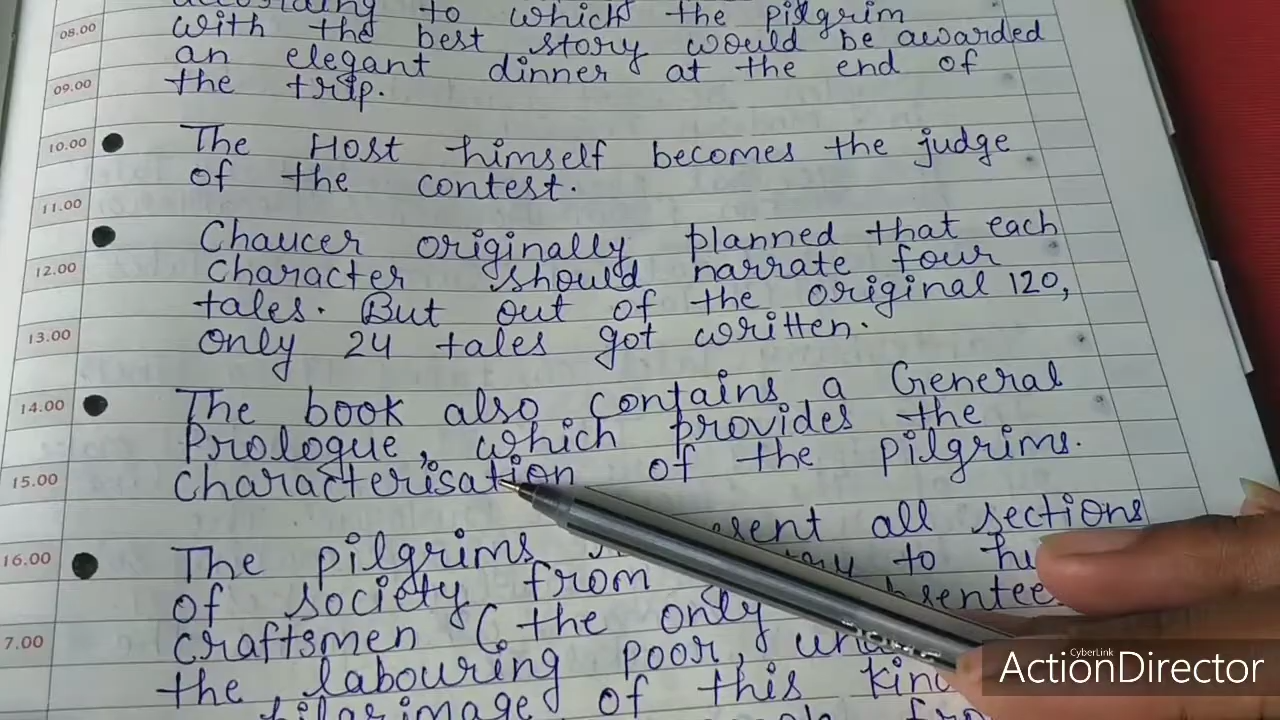 according to which the pilgrim
08.00 with the best story would be awarded
an elegant dinner at the end of
09.00 the trip.
10.00 The Host himself becomes the judge
of the contest.
11.00
Chaucer originally planned that each
12.00 character should narrate four
tales. But out of the original 120,
13.00 only 24 tales got written.
14.00 The book also contains a General
Prologue, which provides the
15.00 characterisation of the pilgrims.
16.00 The pilgrims all sections
of society from to
7.00 craftsmen (the only
the labouring poor,
pilgrimage of this
CyberLink
ActionDirector